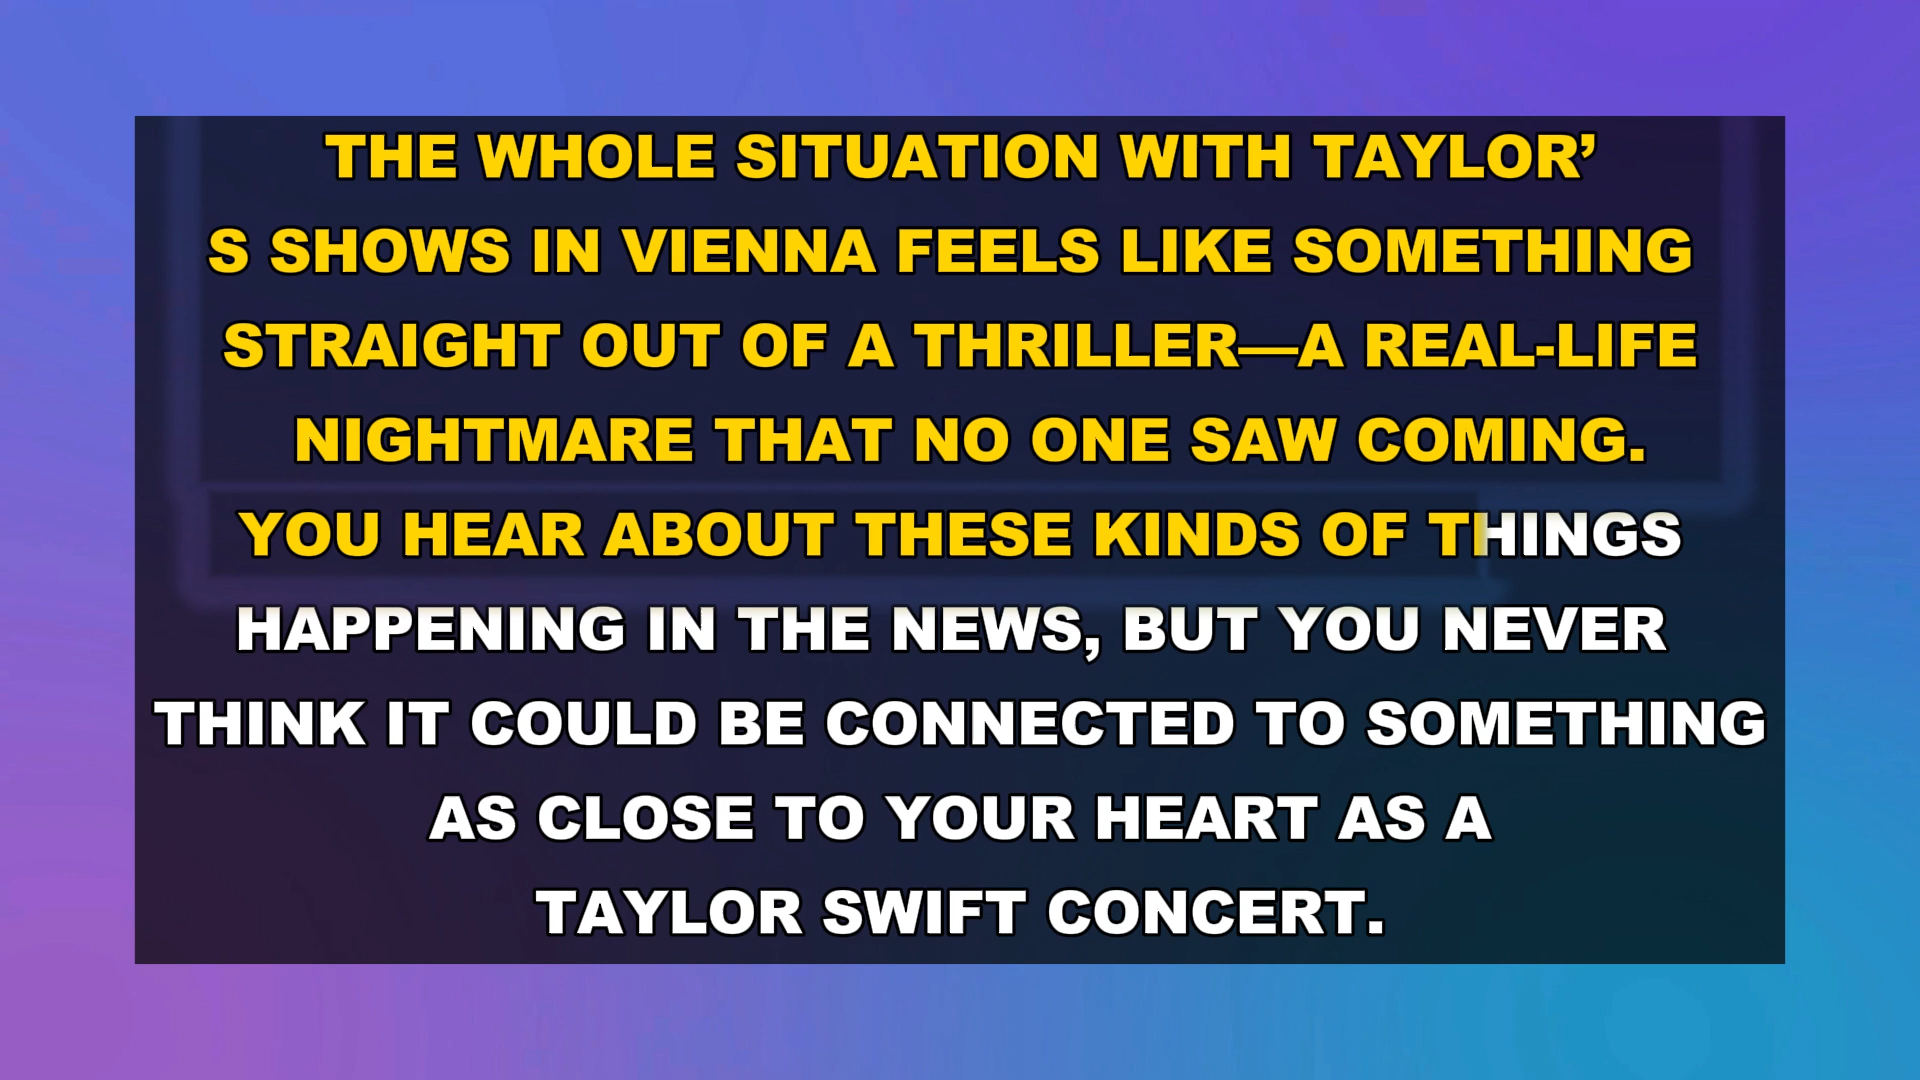 THE WHOLE SITUATION WITH TAYLOR’
S SHOWS IN VIENNA FEELS LIKE SOMETHING
STRAIGHT OUT OF A THRILLER—A REAL-LIFE
NIGHTMARE THAT NO ONE SAW COMING.
YOU HEAR ABOUT THESE KINDS OF THINGS
HAPPENING IN THE NEWS, BUT YOU NEVER
THINK IT COULD BE CONNECTED TO SOMETHING
AS CLOSE TO YOUR HEART AS A
TAYLOR SWIFT CONCERT.